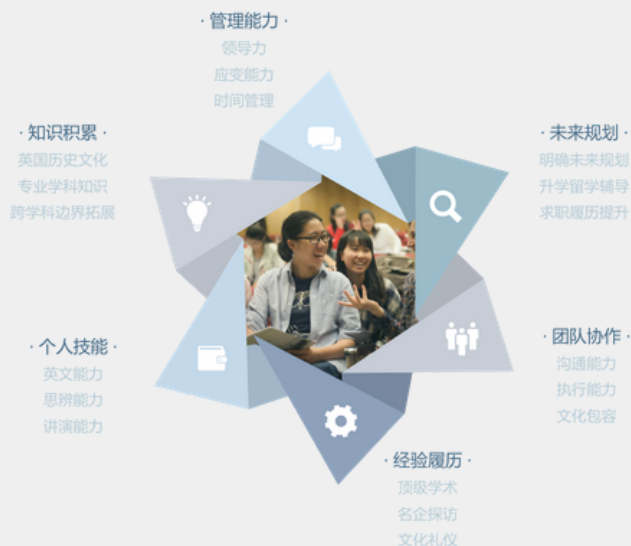 · 管理能力 ·
领导力
应变能力
时间管理
· 知识积累 ·
英国历史文化
专业学科知识
跨学科边界拓展
· 未来规划 ·
明确未来规划
升学留学辅导
求职履历提升
· 个人技能 ·
英文能力
思辨能力
讲演能力
· 团队协作 ·
沟通能力
执行能力
文化包容
· 经验履历 ·
顶级学术
名企探访
文化礼仪